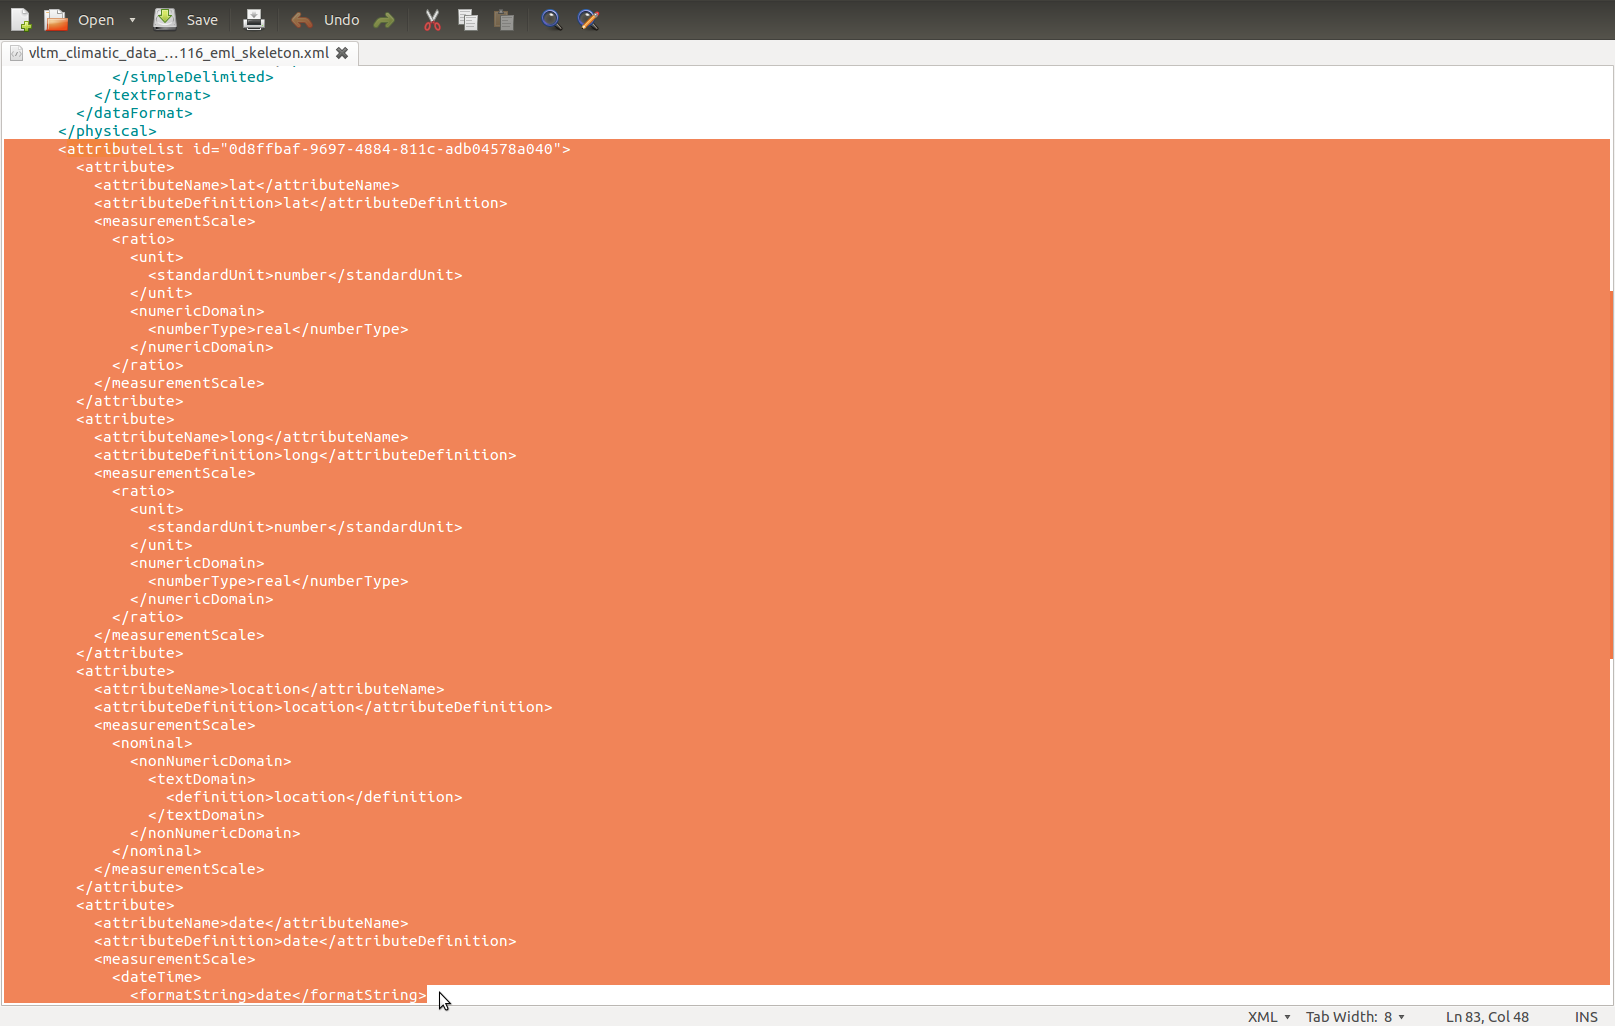 Open Save Undo
vltm_climatic_data_...116_eml_skeleton.xml
</simpleDelimited>
</textFormat>
</dataFormat>
</physical>
<attributeList id="0d8ffbaf-9697-4884-811c-adb04578a040">
<attribute>
<attributeName>lat</attributeName>
<attributeDefinition>lat</attributeDefinition>
<measurementScale>
<ratio>
<unit>
<standardUnit>number</standardUnit>
</unit>
<numericDomain>
<numberType>real</numberType>
</numericDomain>
</ratio>
</measurementScale>
</attribute>
<attribute>
<attributeName>long</attributeName>
<attributeDefinition>long</attributeDefinition>
<measurementScale>
<ratio>
<unit>
<standardUnit>number</standardUnit>
</unit>
<numericDomain>
<numberType>real</numberType>
</numericDomain>
</ratio>
</measurementScale>
</attribute>
<attribute>
<attributeName>location</attributeName>
<attributeDefinition>location</attributeDefinition>
<measurementScale>
<nominal>
<nonNumericDomain>
<textDomain>
<definition>location</definition>
</textDomain>
</nonNumericDomain>
</nominal>
</measurementScale>
</attribute>
<attribute>
<attributeName>date</attributeName>
<attributeDefinition>date</attributeDefinition>
<measurementScale>
<dateTime>
<formatString>date</formatString>
XML Tab Width: 8 Ln 83, Col 48 INS